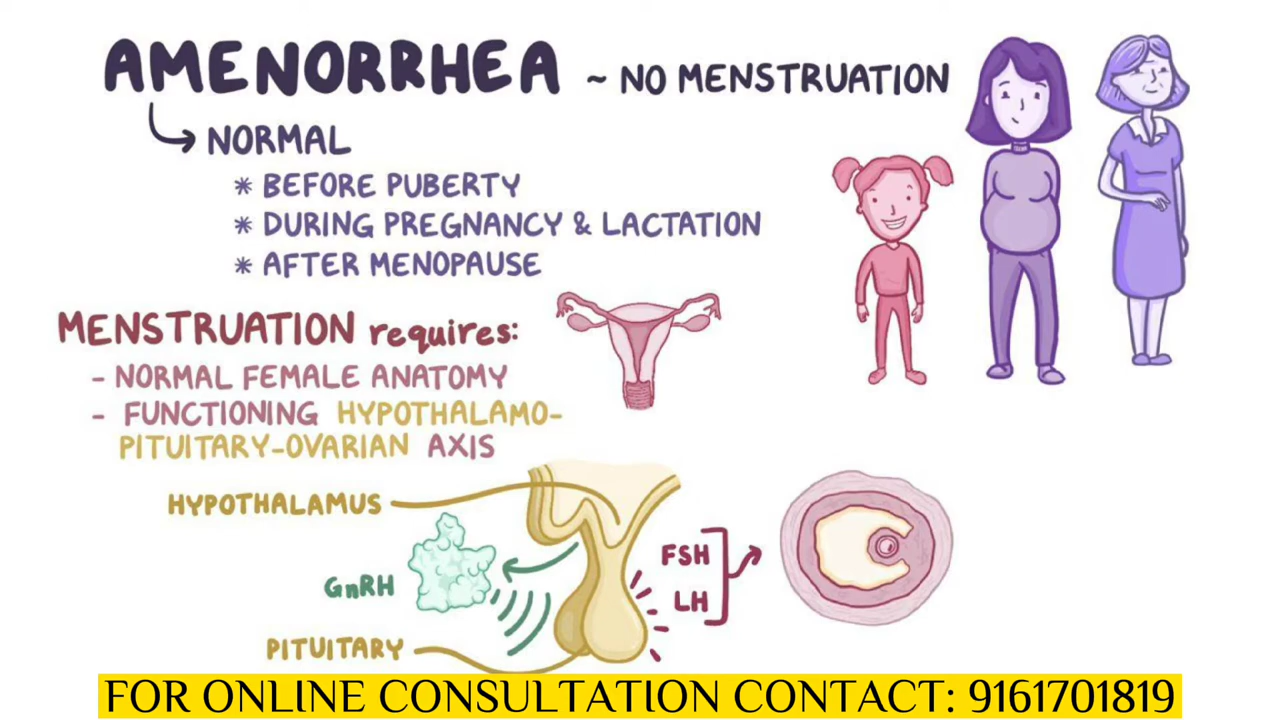 AMENORRHEA ~ NO MENSTRUATION
NORMAL
* BEFORE PUBERTY
* DURING PREGNANCY & LACTATION
* AFTER MENOPAUSE
MENSTRUATION requires:
- NORMAL FEMALE ANATOMY
- FUNCTIONING HYPOTHALAMO-
PITUITARY-OVARIAN AXIS
HYPOTHALAMUS
GnRH
FSH
LH
PITUITARY
FOR ONLINE CONSULTATION CONTACT: 9161701819